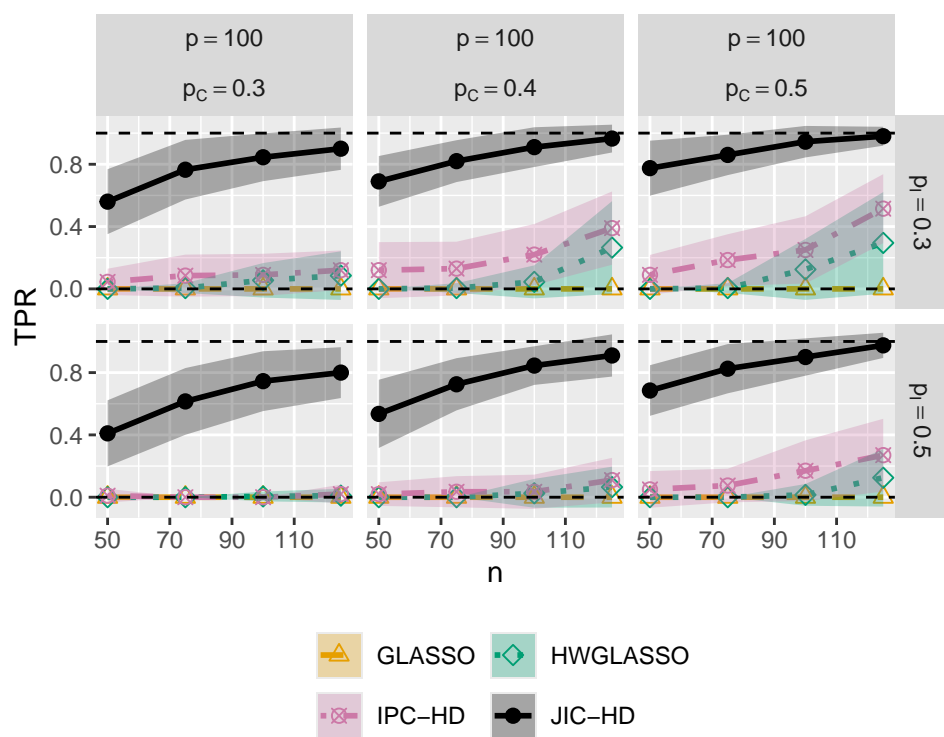 p = 100 p = 100 p = 100
p_C = 0.3 p_C = 0.4 p_C = 0.5
TPR
0.8
0.4
0.0
p_I = 0.3
0.8
0.4
0.0
p_I = 0.5
50 70 90 110 50 70 90 110 50 70 90 110
n
GLASSO HWGLASSO
IPC−HD JIC−HD